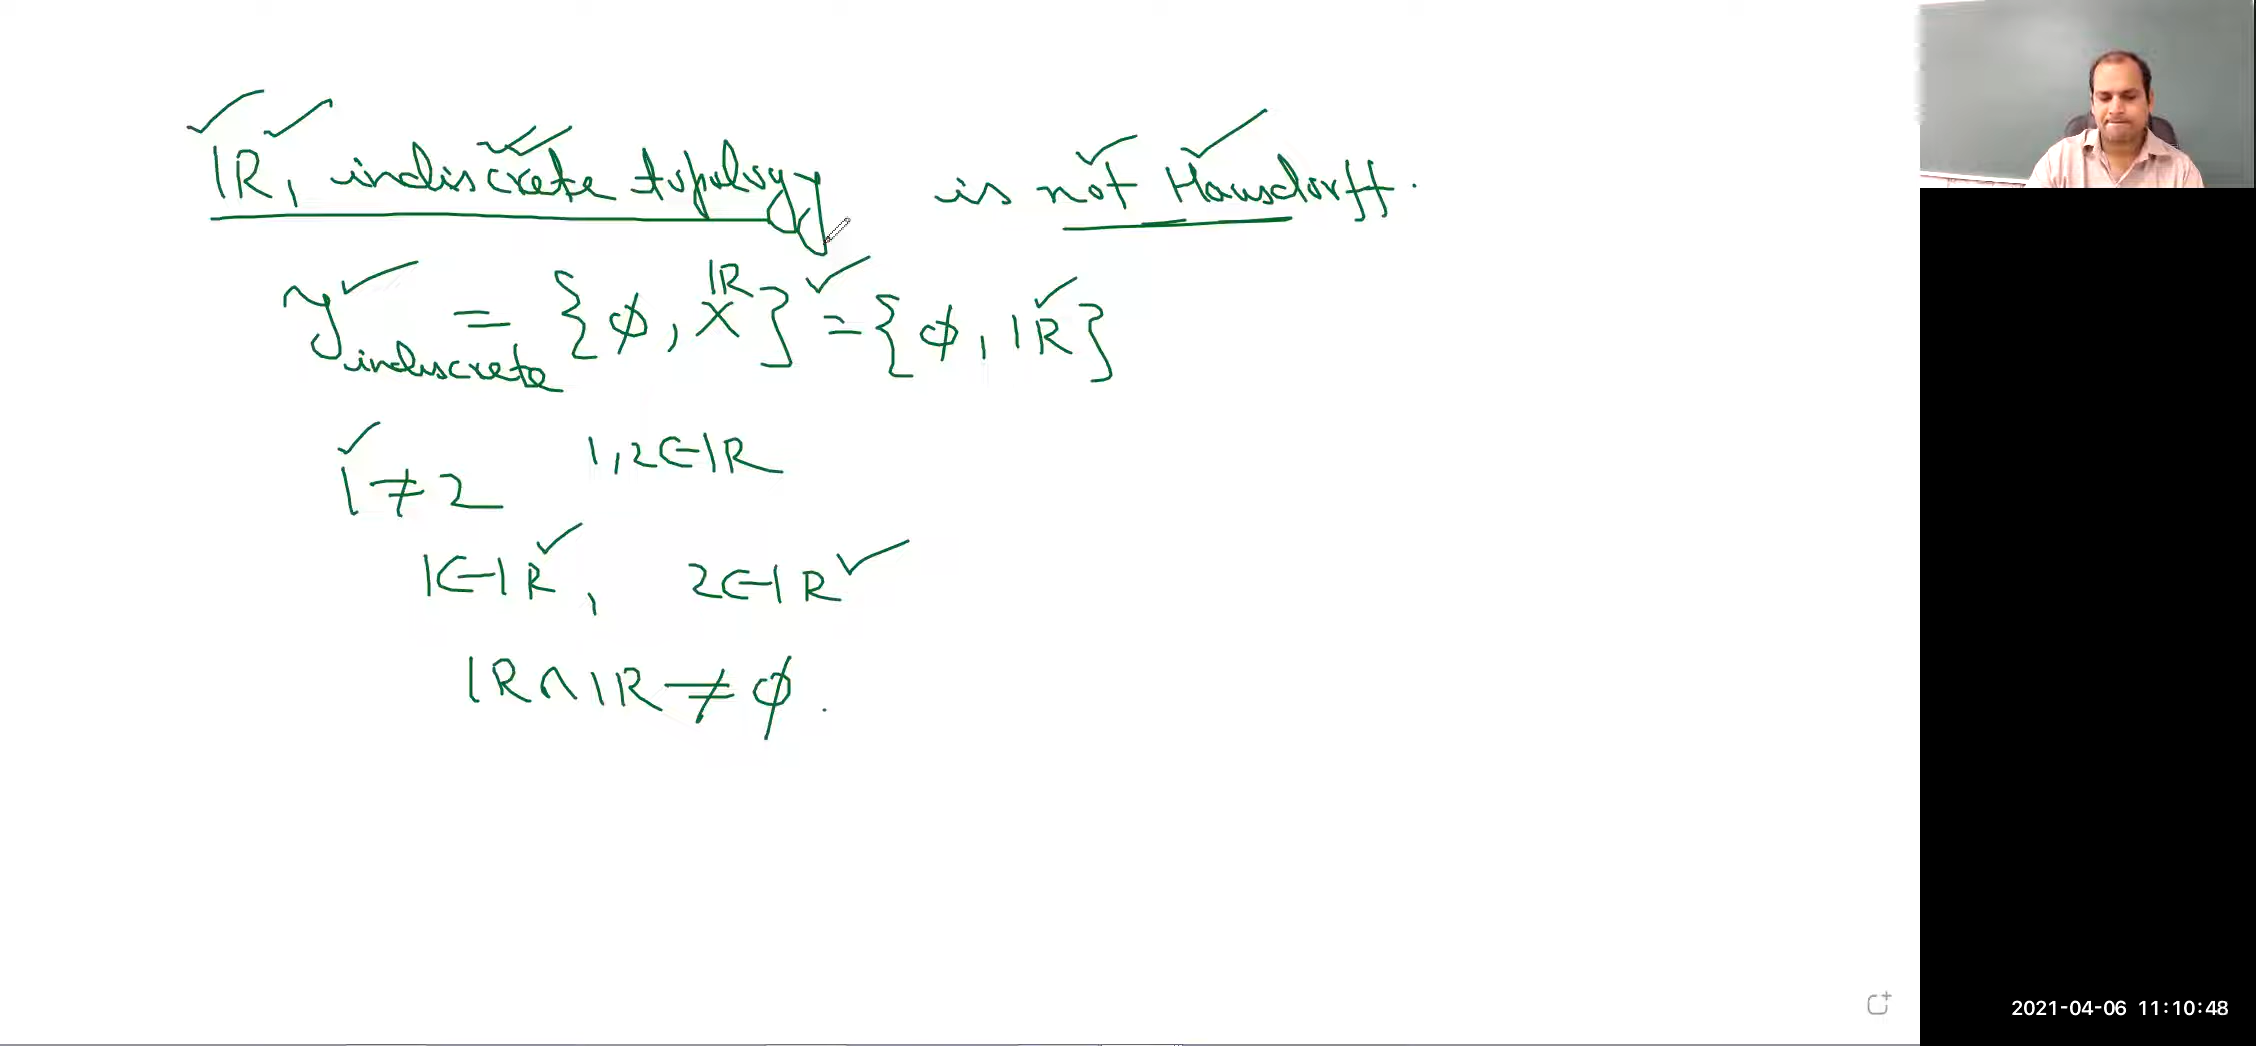 ℝ, indiscrete topology is not Hausdorff.
𝒯indiscrete = {ϕ, X} = {ϕ, ℝ}
ℝ
1 ≠ 2 1,2 ∈ ℝ
1 ∈ ℝ, 2 ∈ ℝ
ℝ ∩ ℝ ≠ ϕ.
2021-04-06 11:10:48